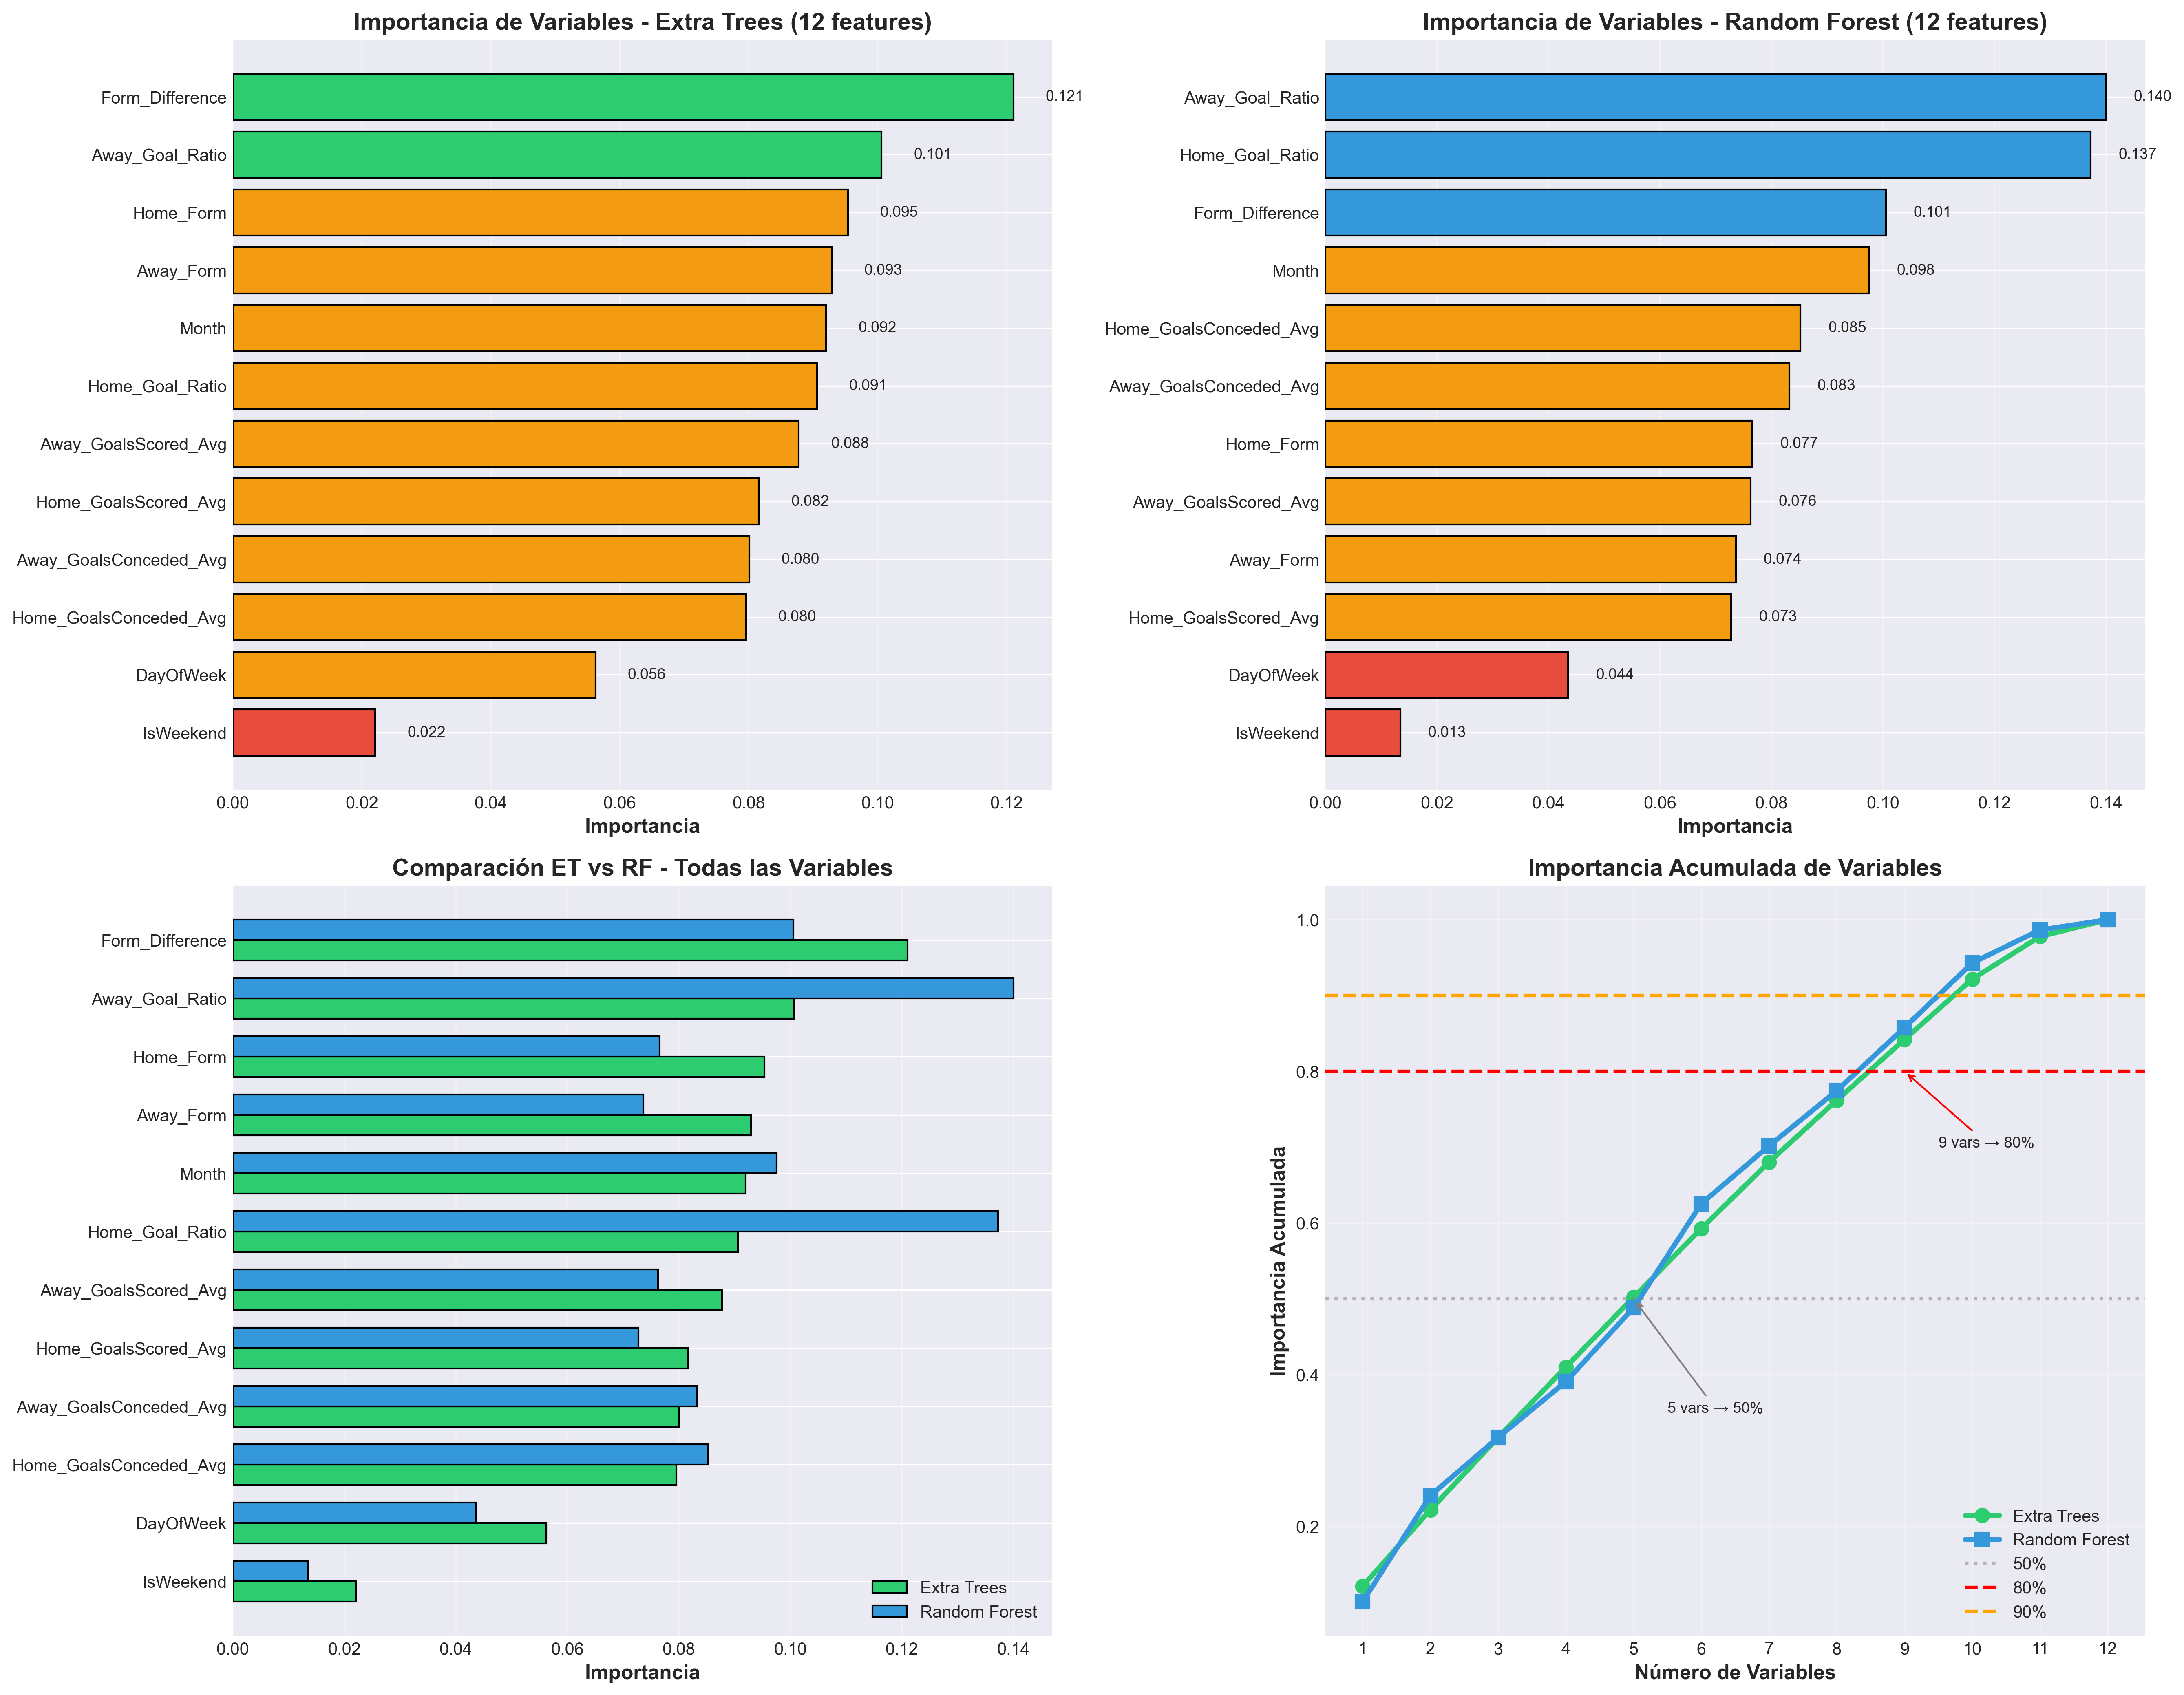 Importancia de Variables - Extra Trees (12 features)
Form_Difference
0.121
Away_Goal_Ratio
0.101
Home_Form
0.095
Away_Form
0.093
Month
0.092
Home_Goal_Ratio
0.091
Away_GoalsScored_Avg
0.088
Home_GoalsScored_Avg
0.082
Away_GoalsConceded_Avg
0.080
Home_GoalsConceded_Avg
0.080
DayOfWeek
0.056
IsWeekend
0.022
0.00 0.02 0.04 0.06 0.08 0.10 0.12
Importancia
Importancia de Variables - Random Forest (12 features)
Away_Goal_Ratio
0.140
Home_Goal_Ratio
0.137
Form_Difference
0.101
Month
0.098
Home_GoalsConceded_Avg
0.085
Away_GoalsConceded_Avg
0.083
Home_Form
0.077
Away_GoalsScored_Avg
0.076
Away_Form
0.074
Home_GoalsScored_Avg
0.073
DayOfWeek
0.044
IsWeekend
0.013
0.00 0.02 0.04 0.06 0.08 0.10 0.12 0.14
Importancia
Comparación ET vs RF - Todas las Variables
Form_Difference
Away_Goal_Ratio
Home_Form
Away_Form
Month
Home_Goal_Ratio
Away_GoalsScored_Avg
Home_GoalsScored_Avg
Away_GoalsConceded_Avg
Home_GoalsConceded_Avg
DayOfWeek
IsWeekend
Extra Trees
Random Forest
0.00 0.02 0.04 0.06 0.08 0.10 0.12 0.14
Importancia
Importancia Acumulada de Variables
Importancia Acumulada
1.0
0.8
0.6
0.4
0.2
9 vars → 80%
5 vars → 50%
Extra Trees
Random Forest
50%
80%
90%
1 2 3 4 5 6 7 8 9 10 11 12
Número de Variables